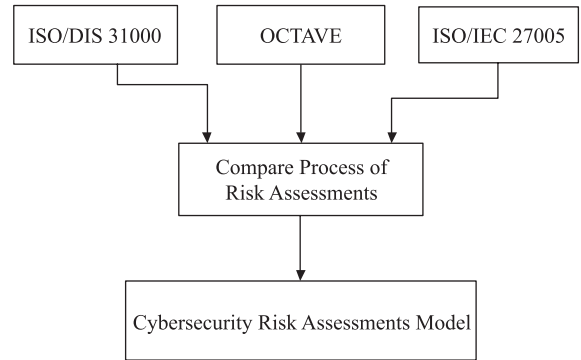 ISO/DIS 31000
OCTAVE
ISO/IEC 27005
Compare Process of
Risk Assessments
Cybersecurity Risk Assessments Model